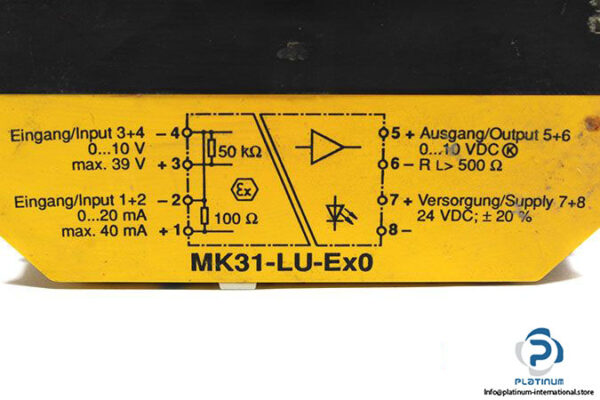 Eingang/Input 3+4 – 4
0...10 V
max. 39 V + 3
Eingang/Input 1+2 – 2
0...20 mA
max. 40 mA + 1
50 kΩ
Ex
100 Ω
5 + Ausgang/Output 5+6
0...10 VDC Ⓚ
6 – R L> 500 Ω
7 + Versorgung/Supply 7+8
24 VDC; ± 20 %
8 –
MK31-LU-Ex0
PLATINUM
Info@platinum-international.store